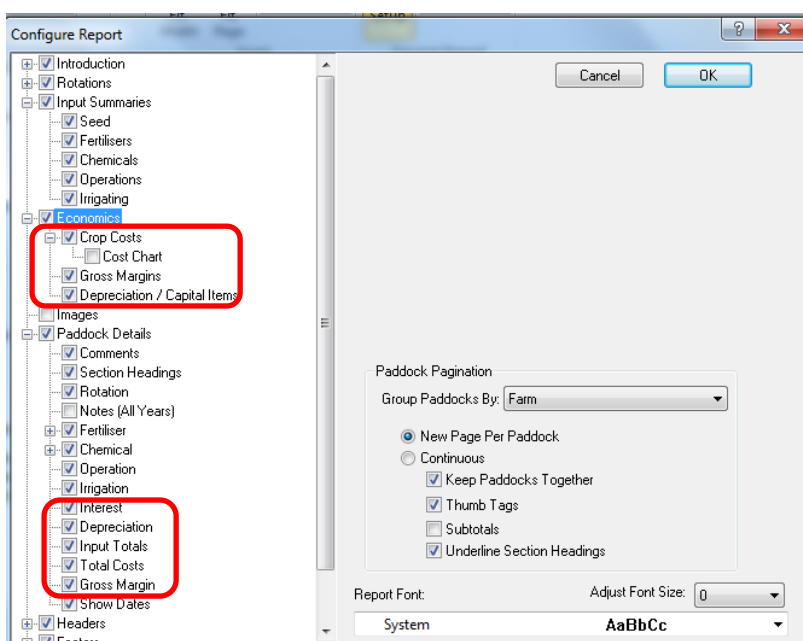 Setup
Configure Report
Introduction
Rotations
Input Summaries
Seed
Fertilisers
Chemicals
Operations
Irrigating
Economics
Crop Costs
Cost Chart
Gross Margins
Depreciation / Capital Items
Images
Paddock Details
Comments
Section Headings
Rotation
Notes (All Years)
Fertiliser
Chemical
Operation
Irrigation
Interest
Depreciation
Input Totals
Total Costs
Gross Margin
Show Dates
Headers
Cancel
OK
Paddock Pagination
Group Paddocks By: Farm
New Page Per Paddock
Continuous
Keep Paddocks Together
Thumb Tags
Subtotals
Underline Section Headings
Report Font:
Adjust Font Size: 0
System AaBbCc